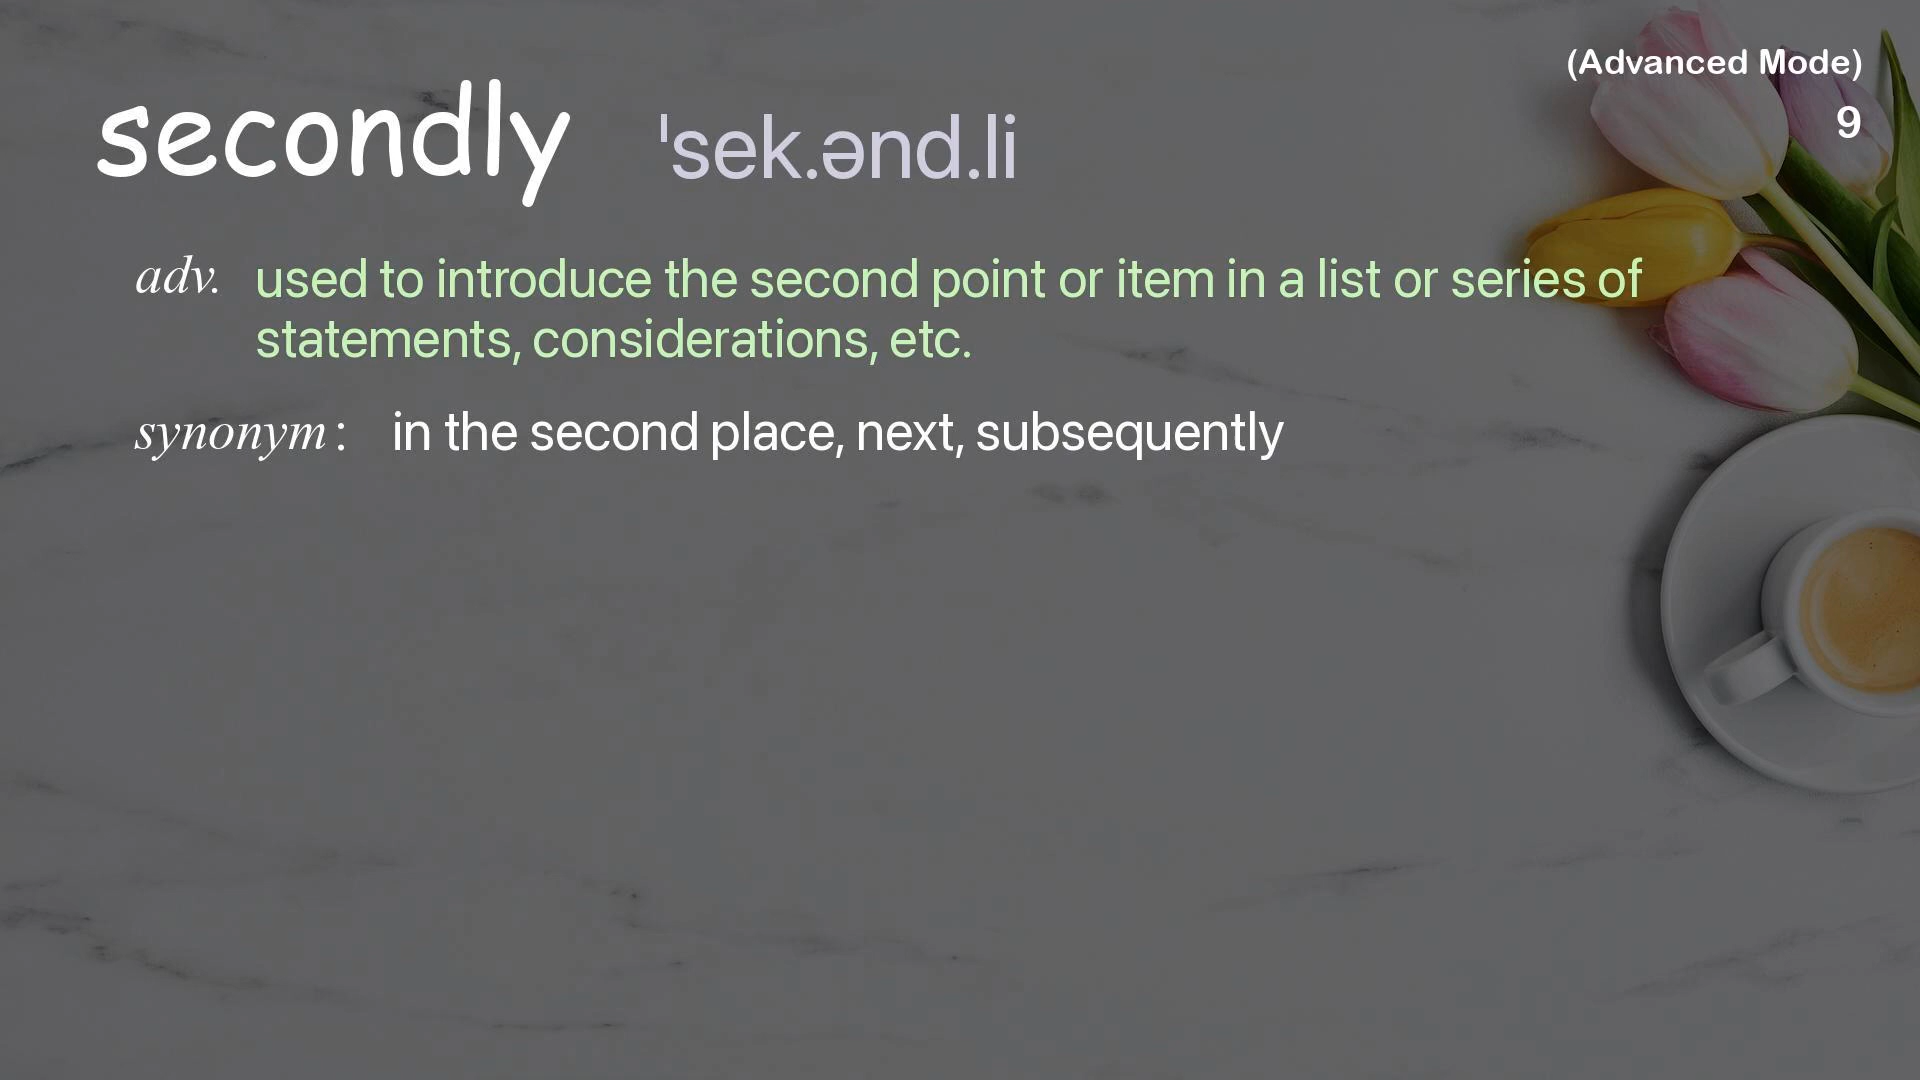 (Advanced Mode)
9
secondly ˈsek.ənd.li
adv. used to introduce the second point or item in a list or series of
statements, considerations, etc.
synonym: in the second place, next, subsequently